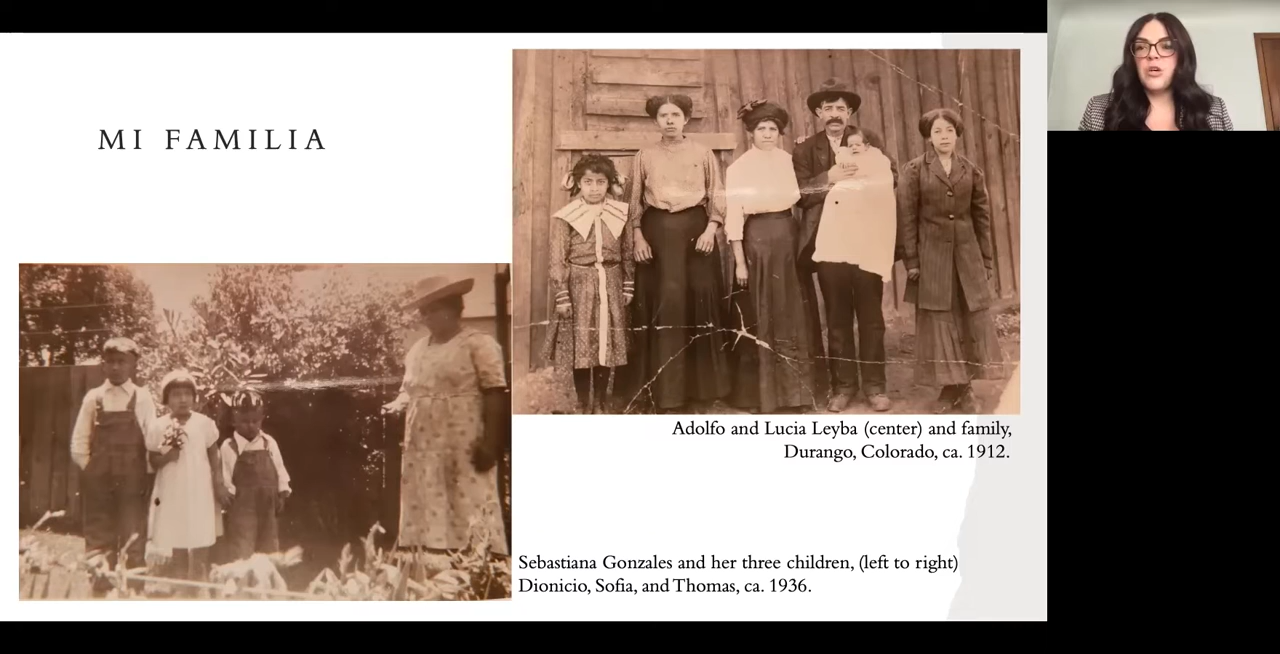 MI FAMILIA
Adolfo and Lucia Leyba (center) and family,
Durango, Colorado, ca. 1912.
Sebastiana Gonzales and her three children, (left to right)
Dionicio, Sofia, and Thomas, ca. 1936.